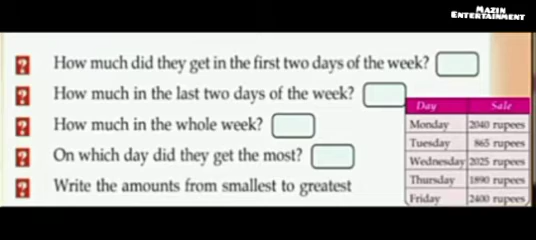 MAZIN
ENTERTAINMENT
? How much did they get in the first two days of the week?
? How much in the last two days of the week?
? How much in the whole week?
? On which day did they get the most?
? Write the amounts from smallest to greatest
Day Sale
Monday 2040 rupees
Tuesday 865 rupees
Wednesday 2025 rupees
Thursday 1890 rupees
Friday 2400 rupees